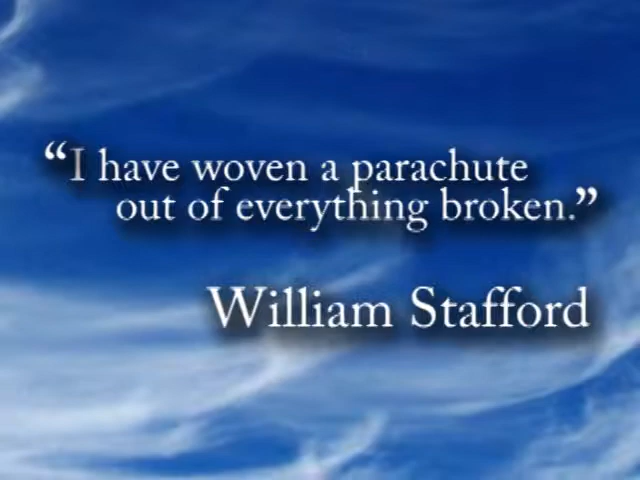 “I have woven a parachute
out of everything broken.”
William Stafford